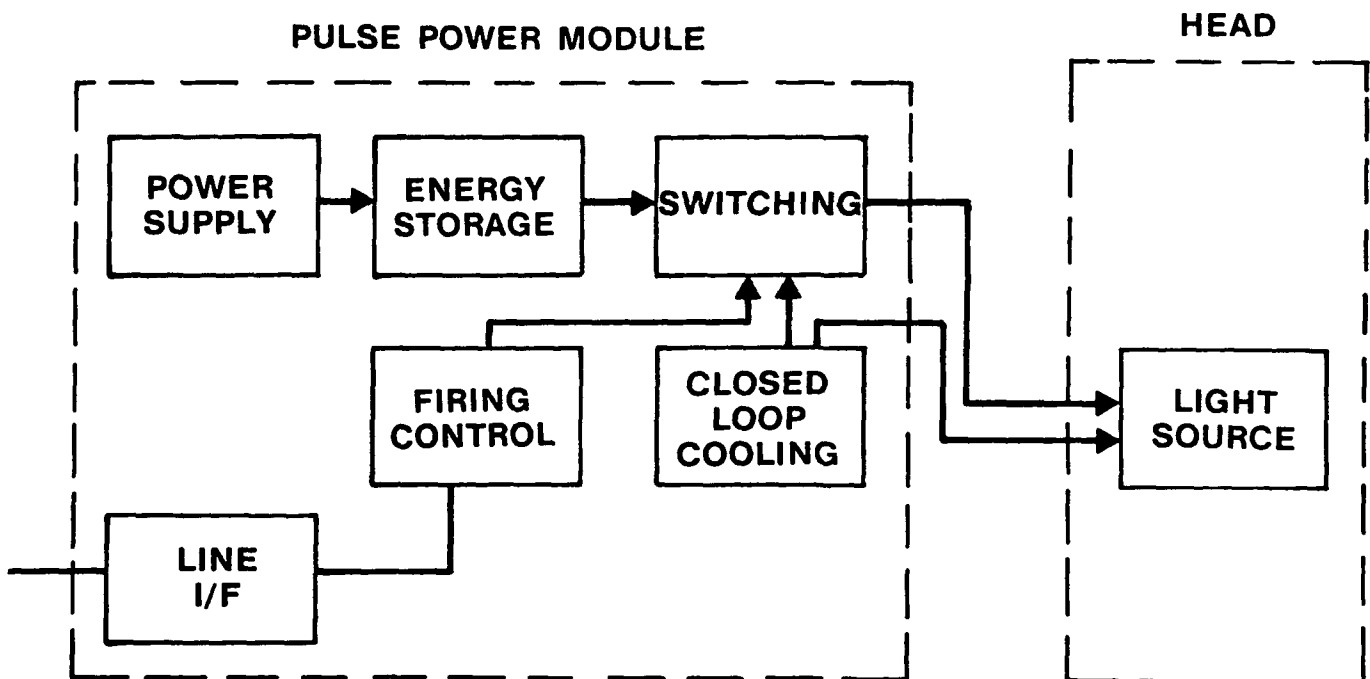 PULSE POWER MODULE
HEAD
POWER
SUPPLY
ENERGY
STORAGE
SWITCHING
FIRING
CONTROL
CLOSED
LOOP
COOLING
LIGHT
SOURCE
LINE
I/F